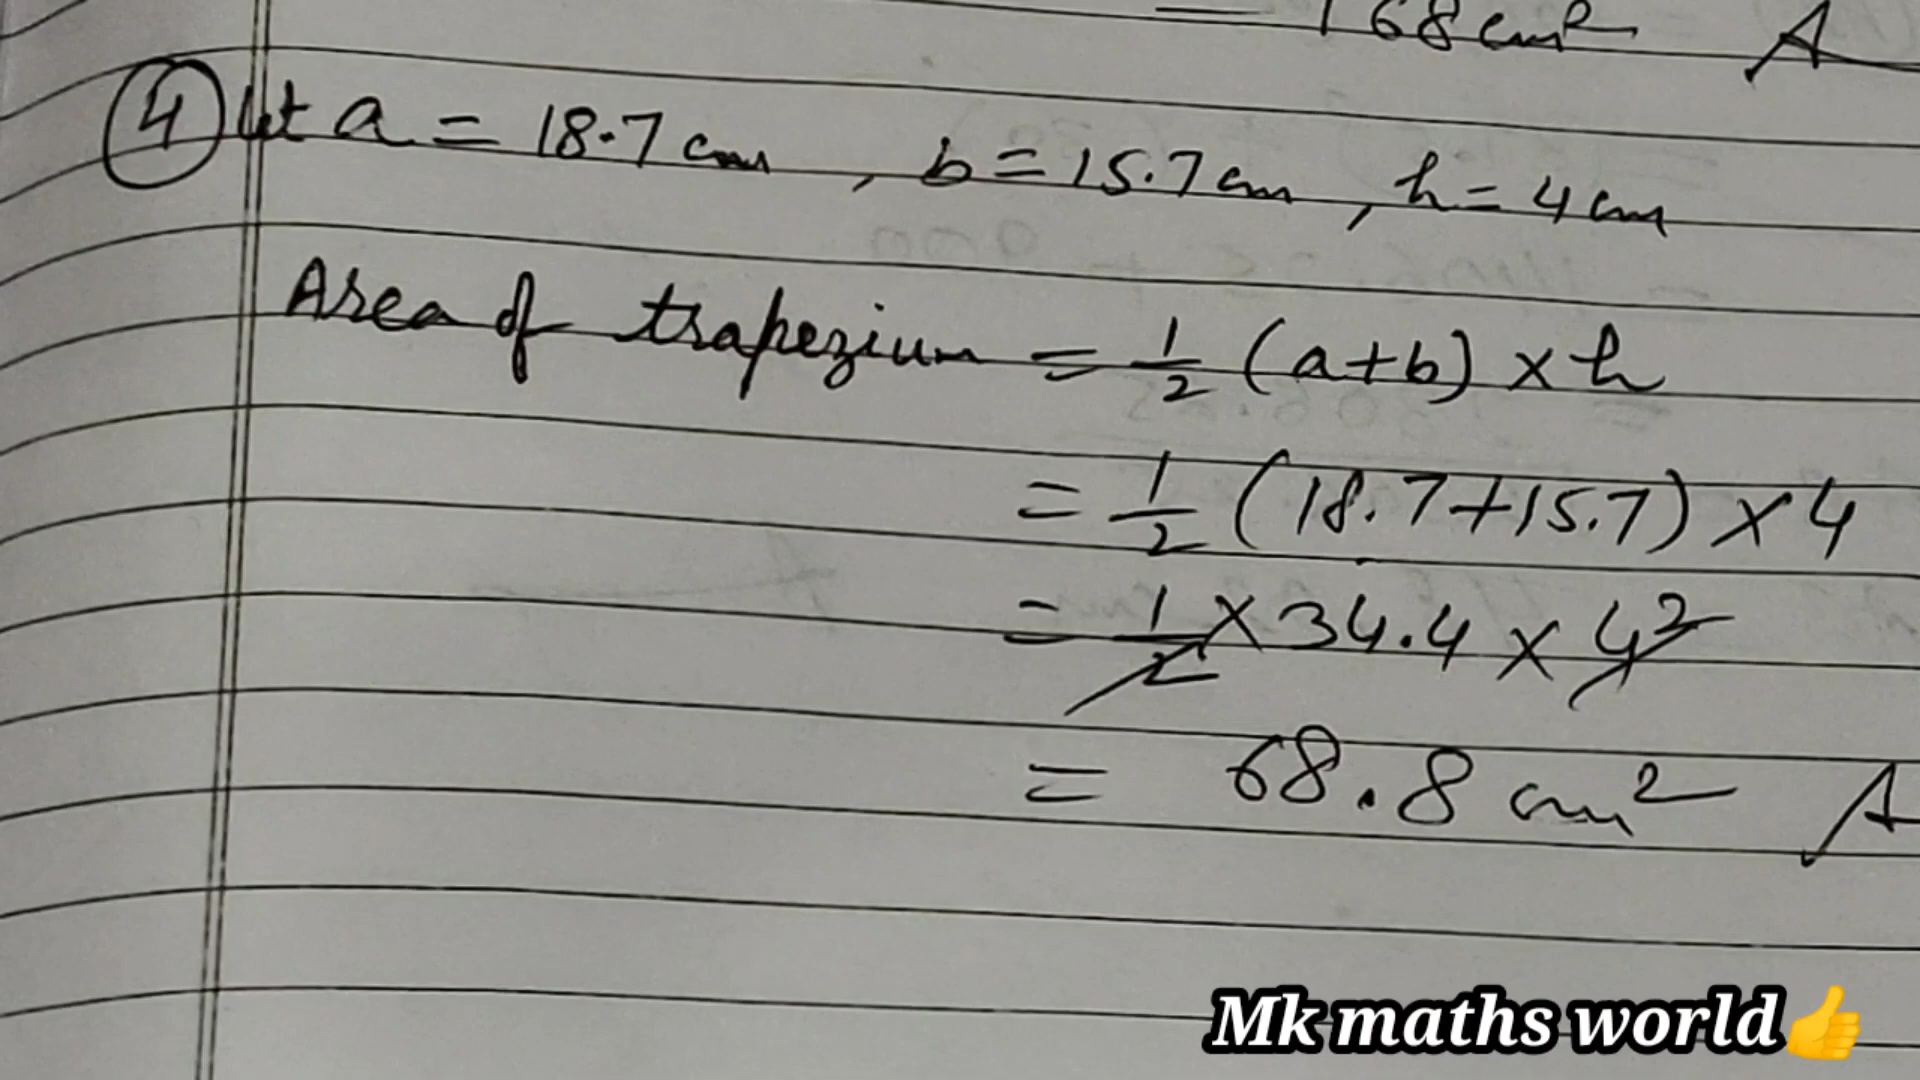 = 168 cm² A
④ let a = 18.7 cm, b = 15.7 cm, h = 4 cm
Area of trapezium = 1/2 (a+b) × h
= 1/2 (18.7+15.7) × 4
= 1/2 × 34.4 × 4 2
= 68.8 cm² A
Mk maths world👍